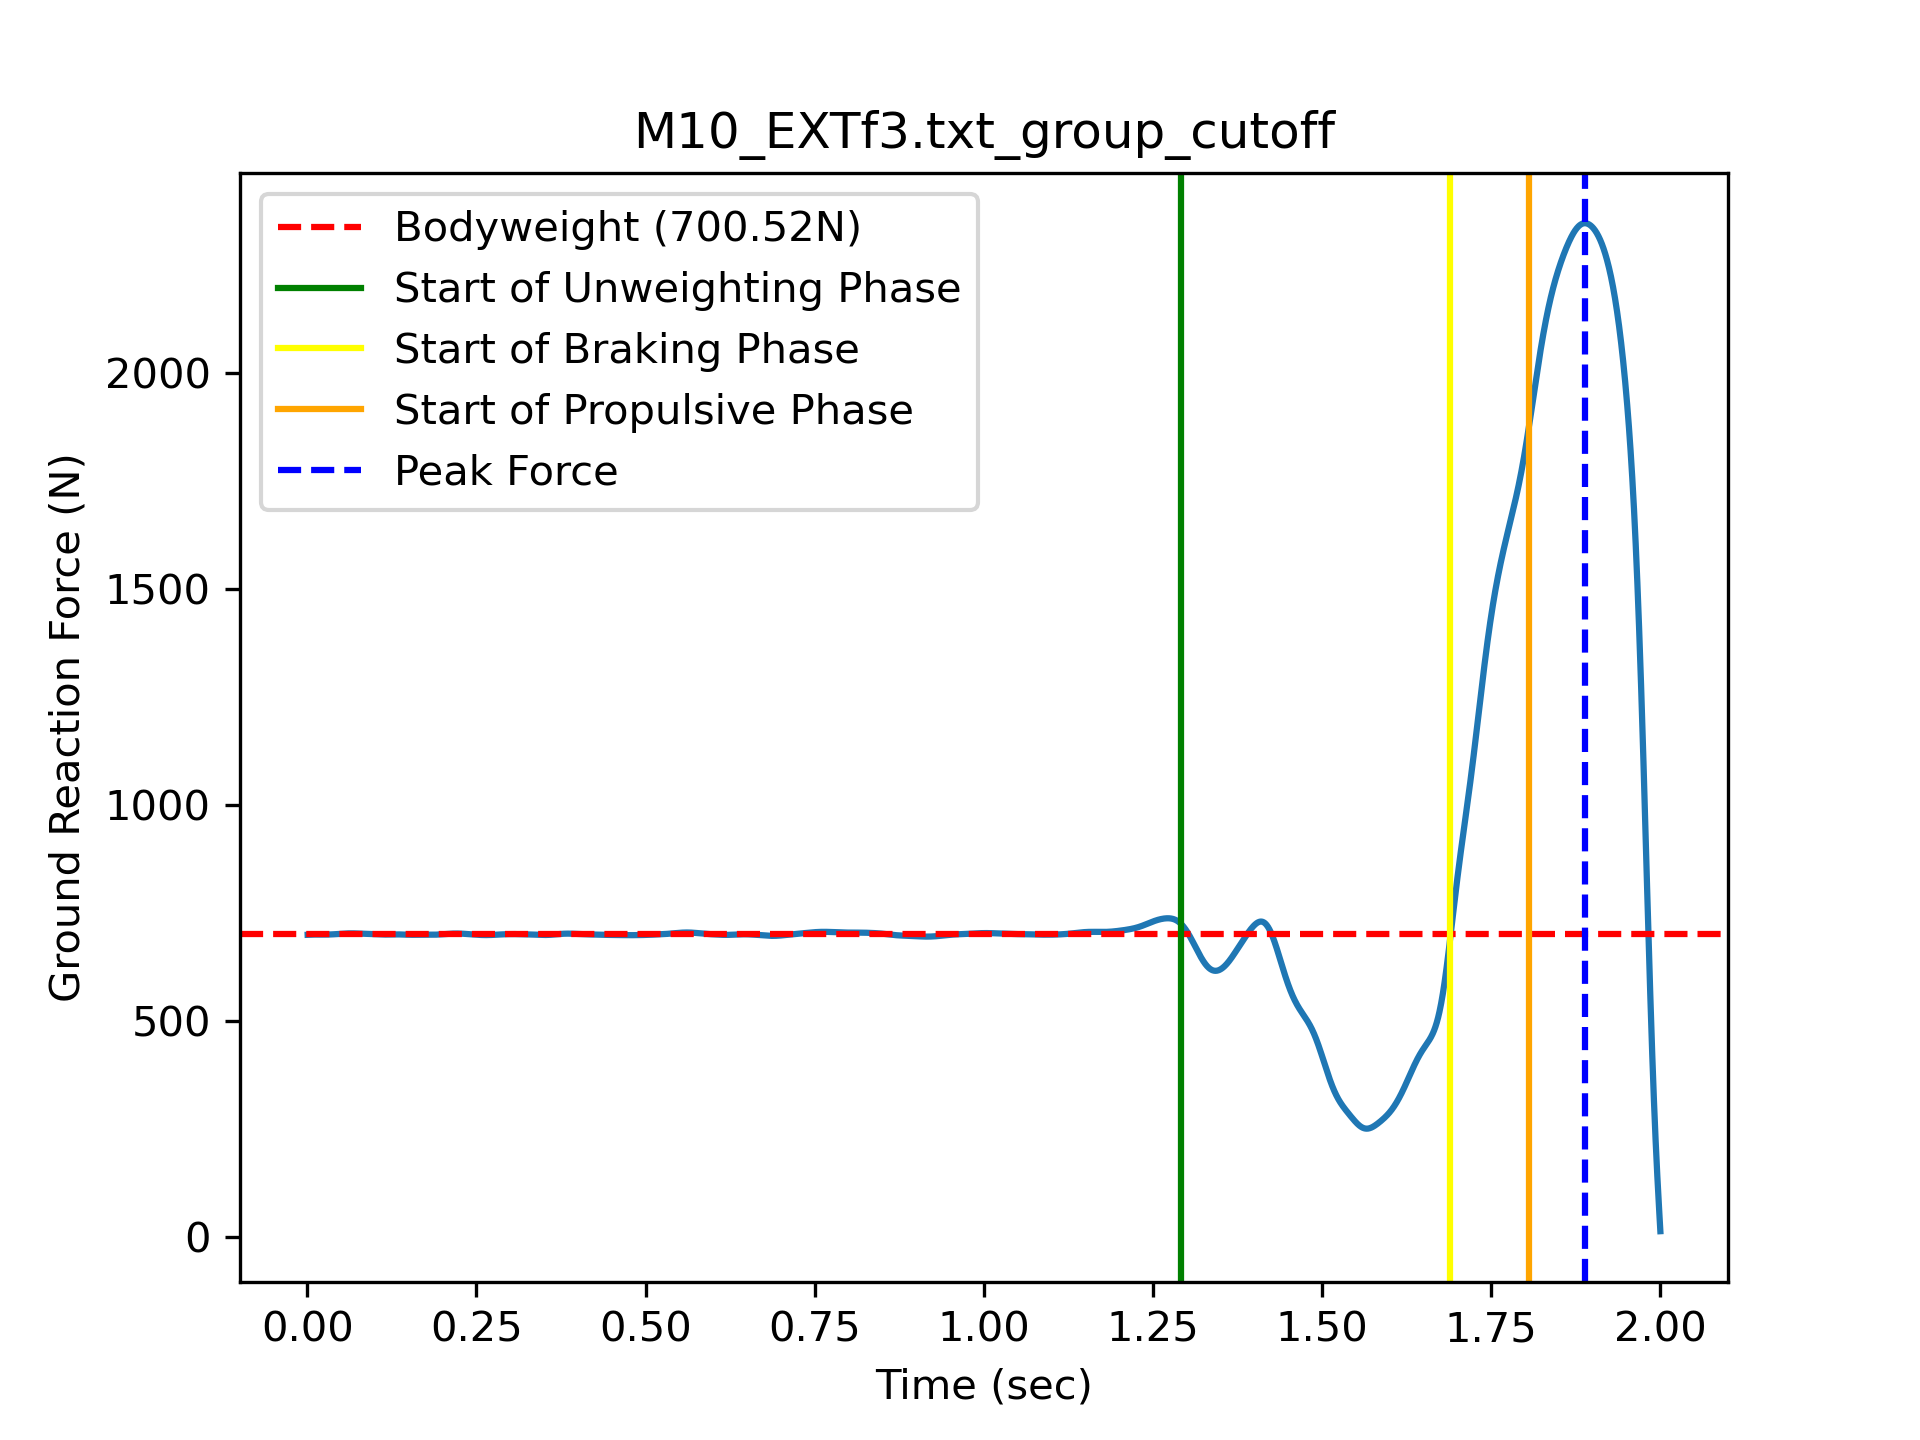 M10_EXTf3.txt_group_cutoff
Bodyweight (700.52N)
Start of Unweighting Phase
Start of Braking Phase
Start of Propulsive Phase
Peak Force
Ground Reaction Force (N)
2000
1500
1000
500
0
0.00 0.25 0.50 0.75 1.00 1.25 1.50 1.75 2.00
Time (sec)